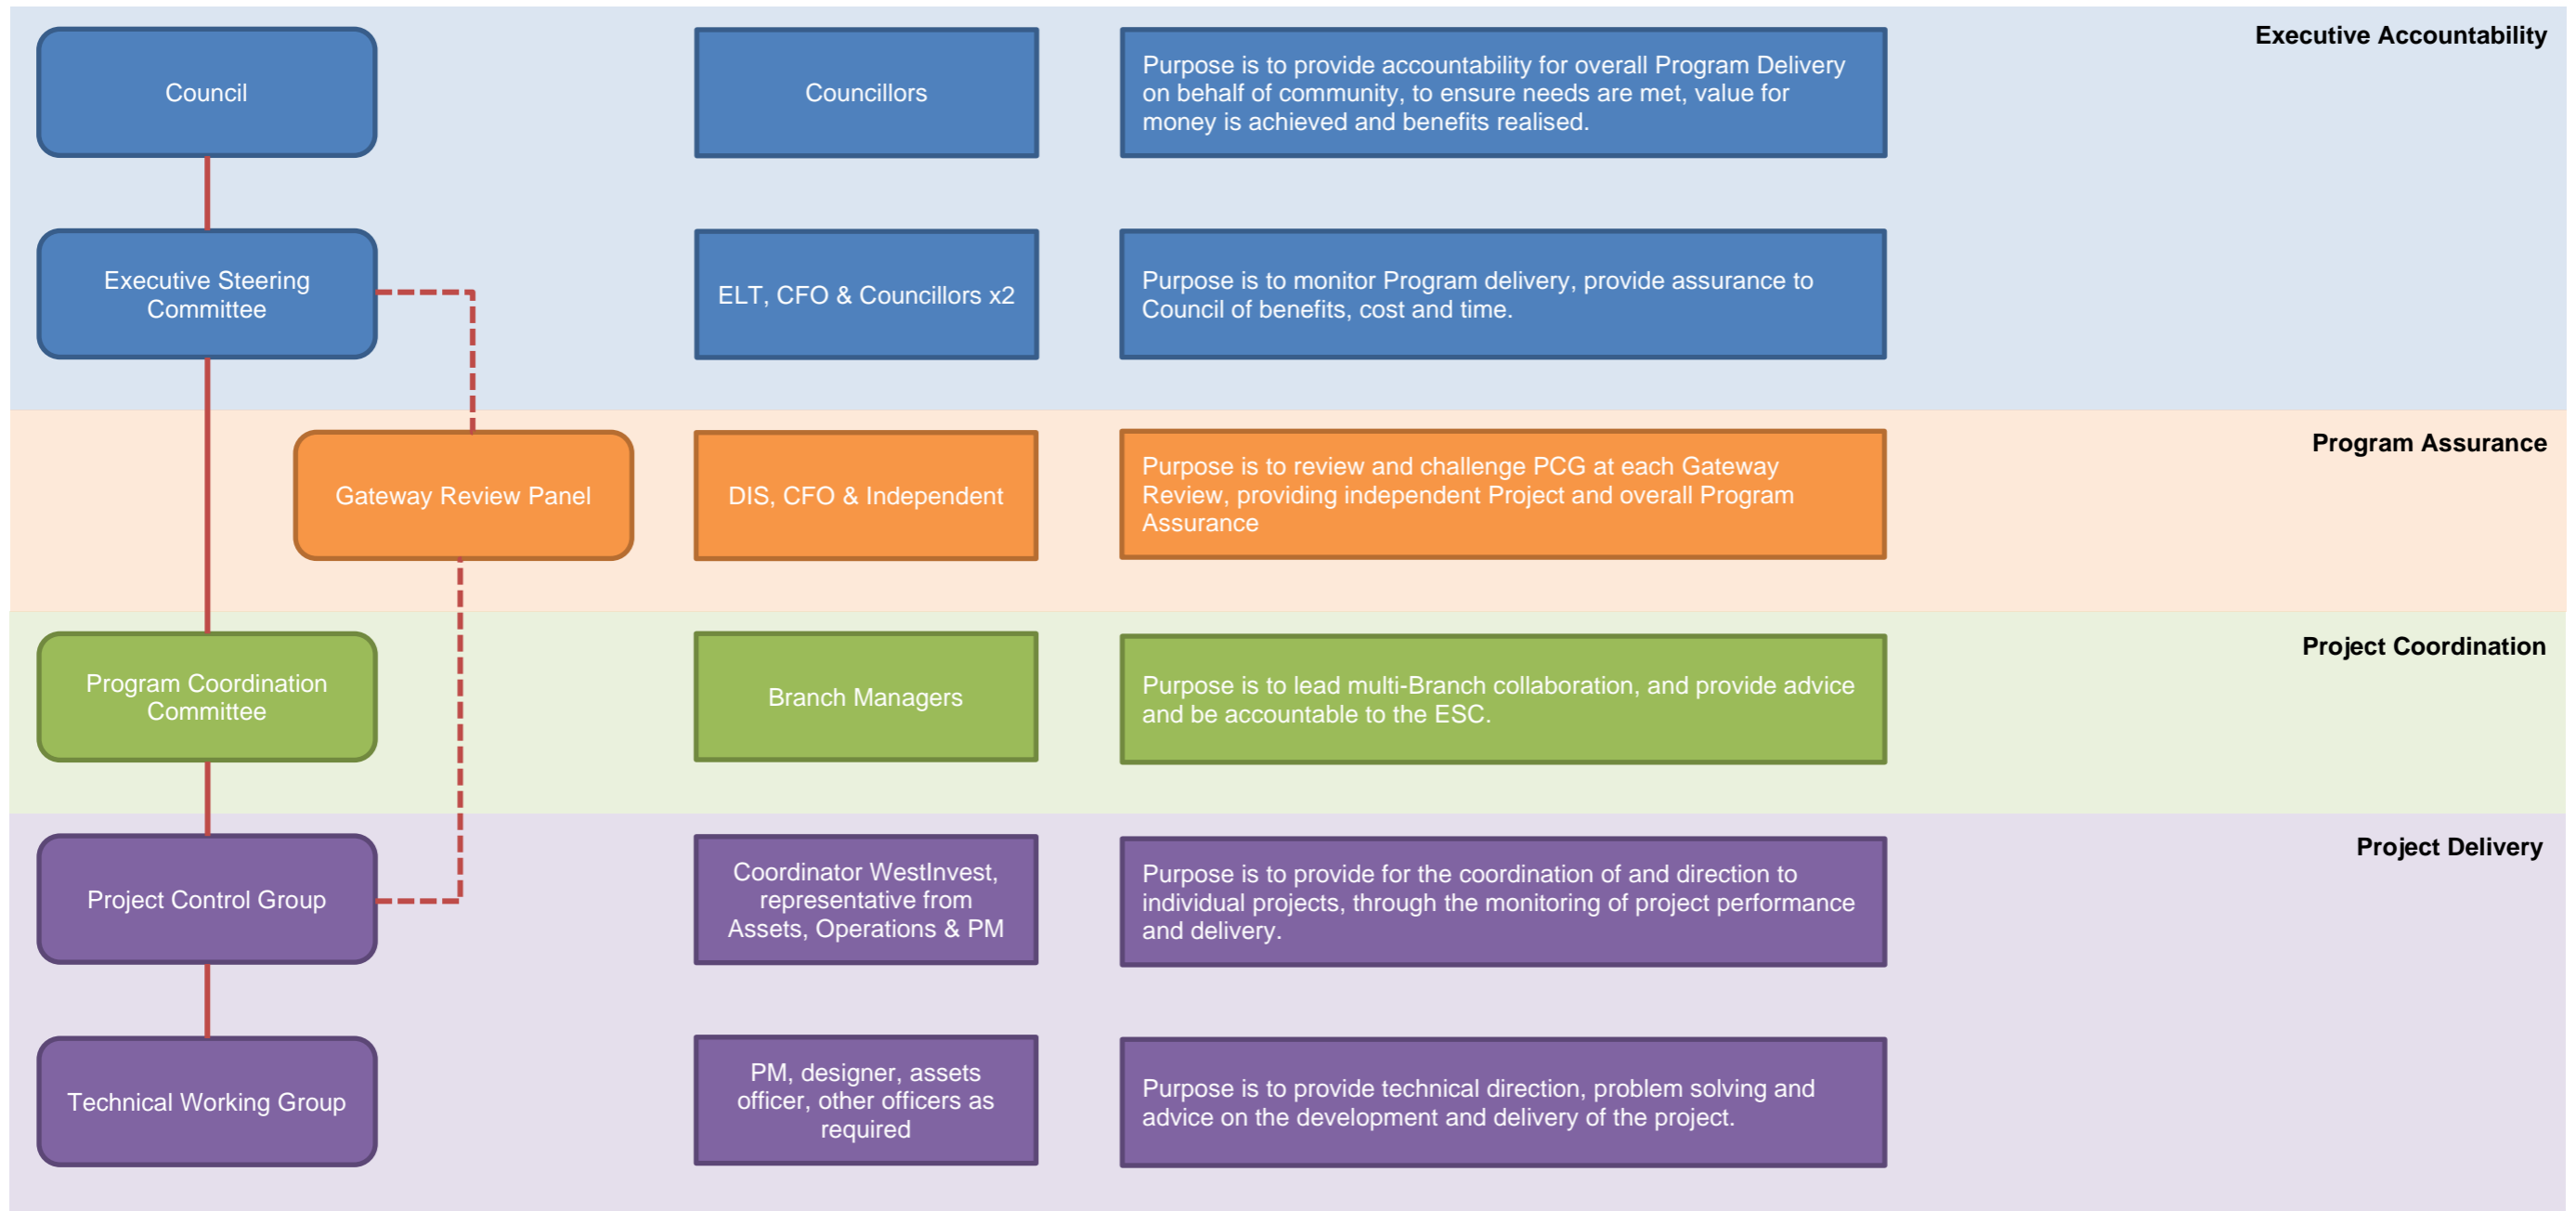 Executive Accountability
Council
Councillors
Purpose is to provide accountability for overall Program Delivery
on behalf of community, to ensure needs are met, value for
money is achieved and benefits realised.
Executive Steering
Committee
ELT, CFO & Councillors x2
Purpose is to monitor Program delivery, provide assurance to
Council of benefits, cost and time.
Program Assurance
Gateway Review Panel
DIS, CFO & Independent
Purpose is to review and challenge PCG at each Gateway
Review, providing independent Project and overall Program
Assurance
Project Coordination
Program Coordination
Committee
Branch Managers
Purpose is to lead multi-Branch collaboration, and provide advice
and be accountable to the ESC.
Project Delivery
Project Control Group
Coordinator WestInvest,
representative from
Assets, Operations & PM
Purpose is to provide for the coordination of and direction to
individual projects, through the monitoring of project performance
and delivery.
Technical Working Group
PM, designer, assets
officer, other officers as
required
Purpose is to provide technical direction, problem solving and
advice on the development and delivery of the project.